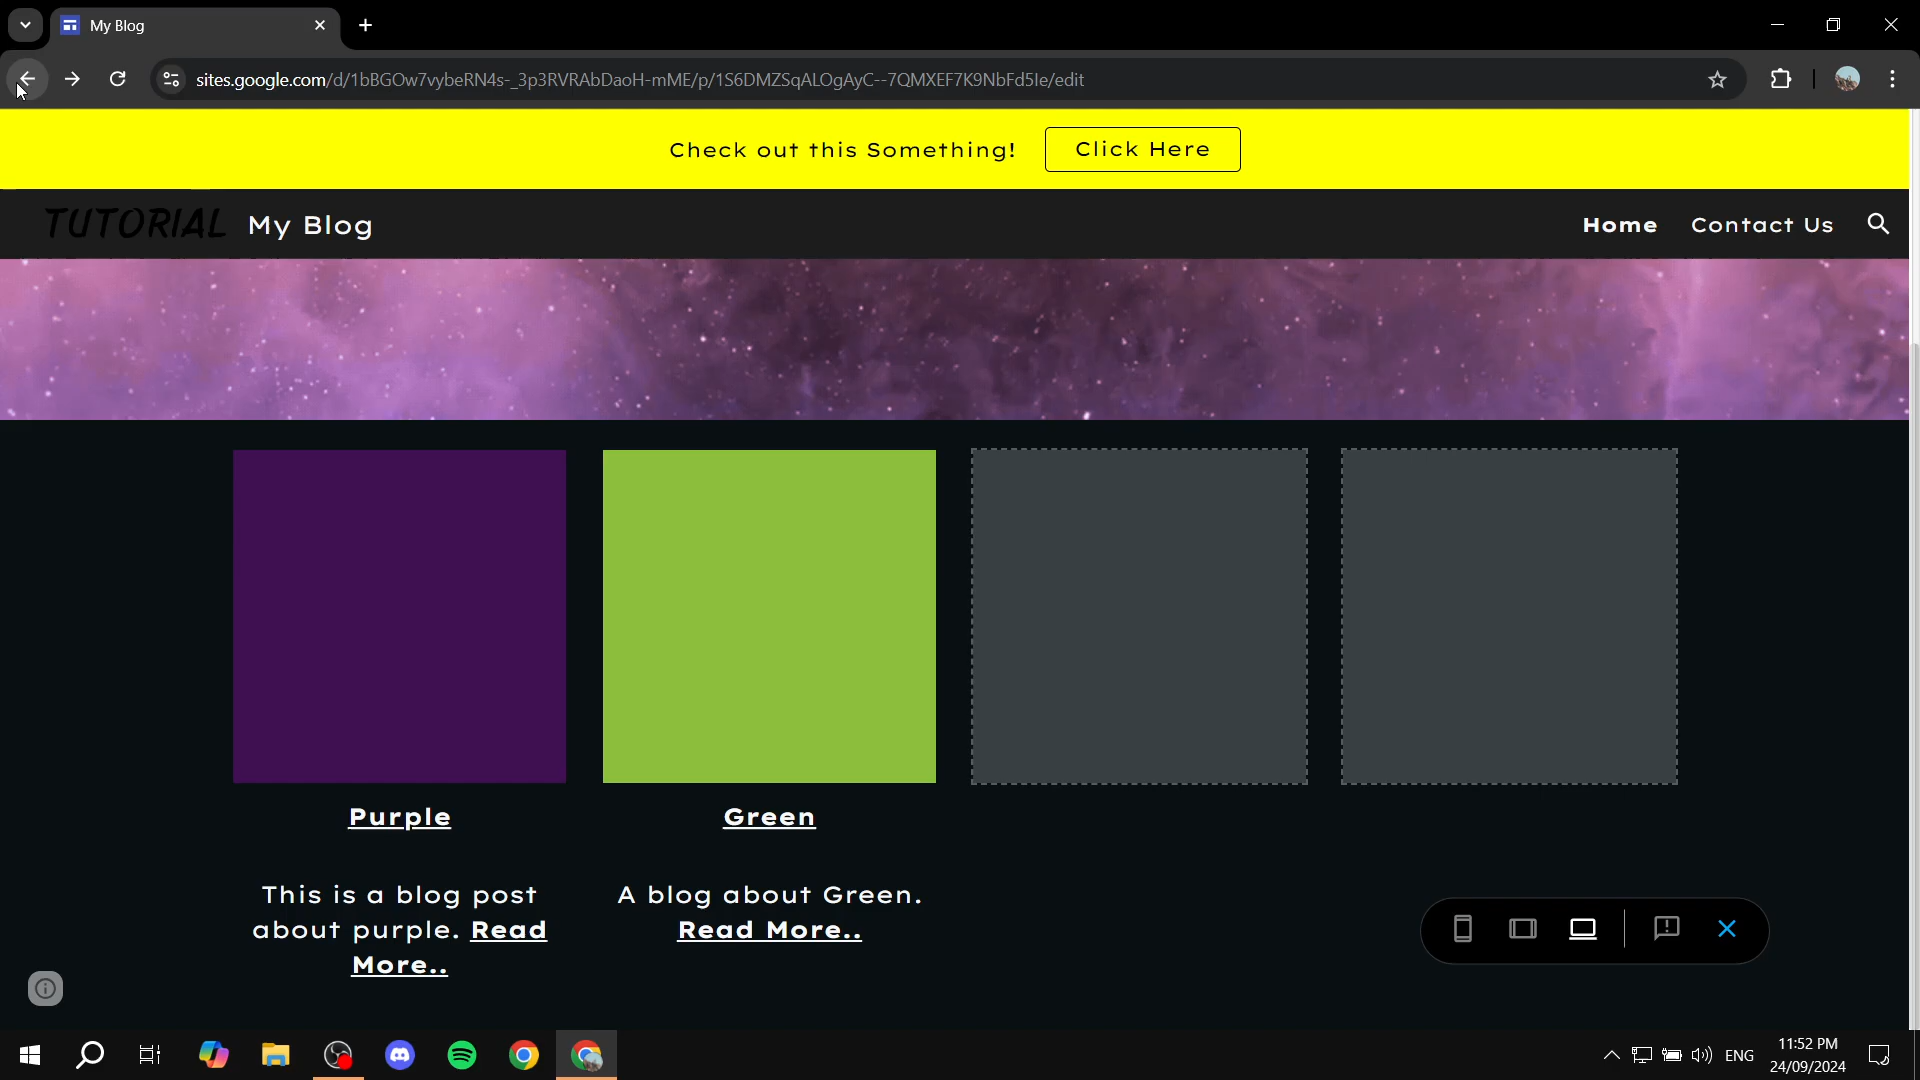 My Blog
sites.google.com/d/1bBGOw7vybeRN4s-_3p3RVRAbDaoH-mME/p/1S6DMZSqALOgAyC--7QMXEF7K9NbFd5Ie/edit
Check out this Something! Click Here
TUTORIAL My Blog Home Contact Us
Purple Green
This is a blog post
about purple. Read
More..
A blog about Green.
Read More..
ENG
11:52 PM
24/09/2024